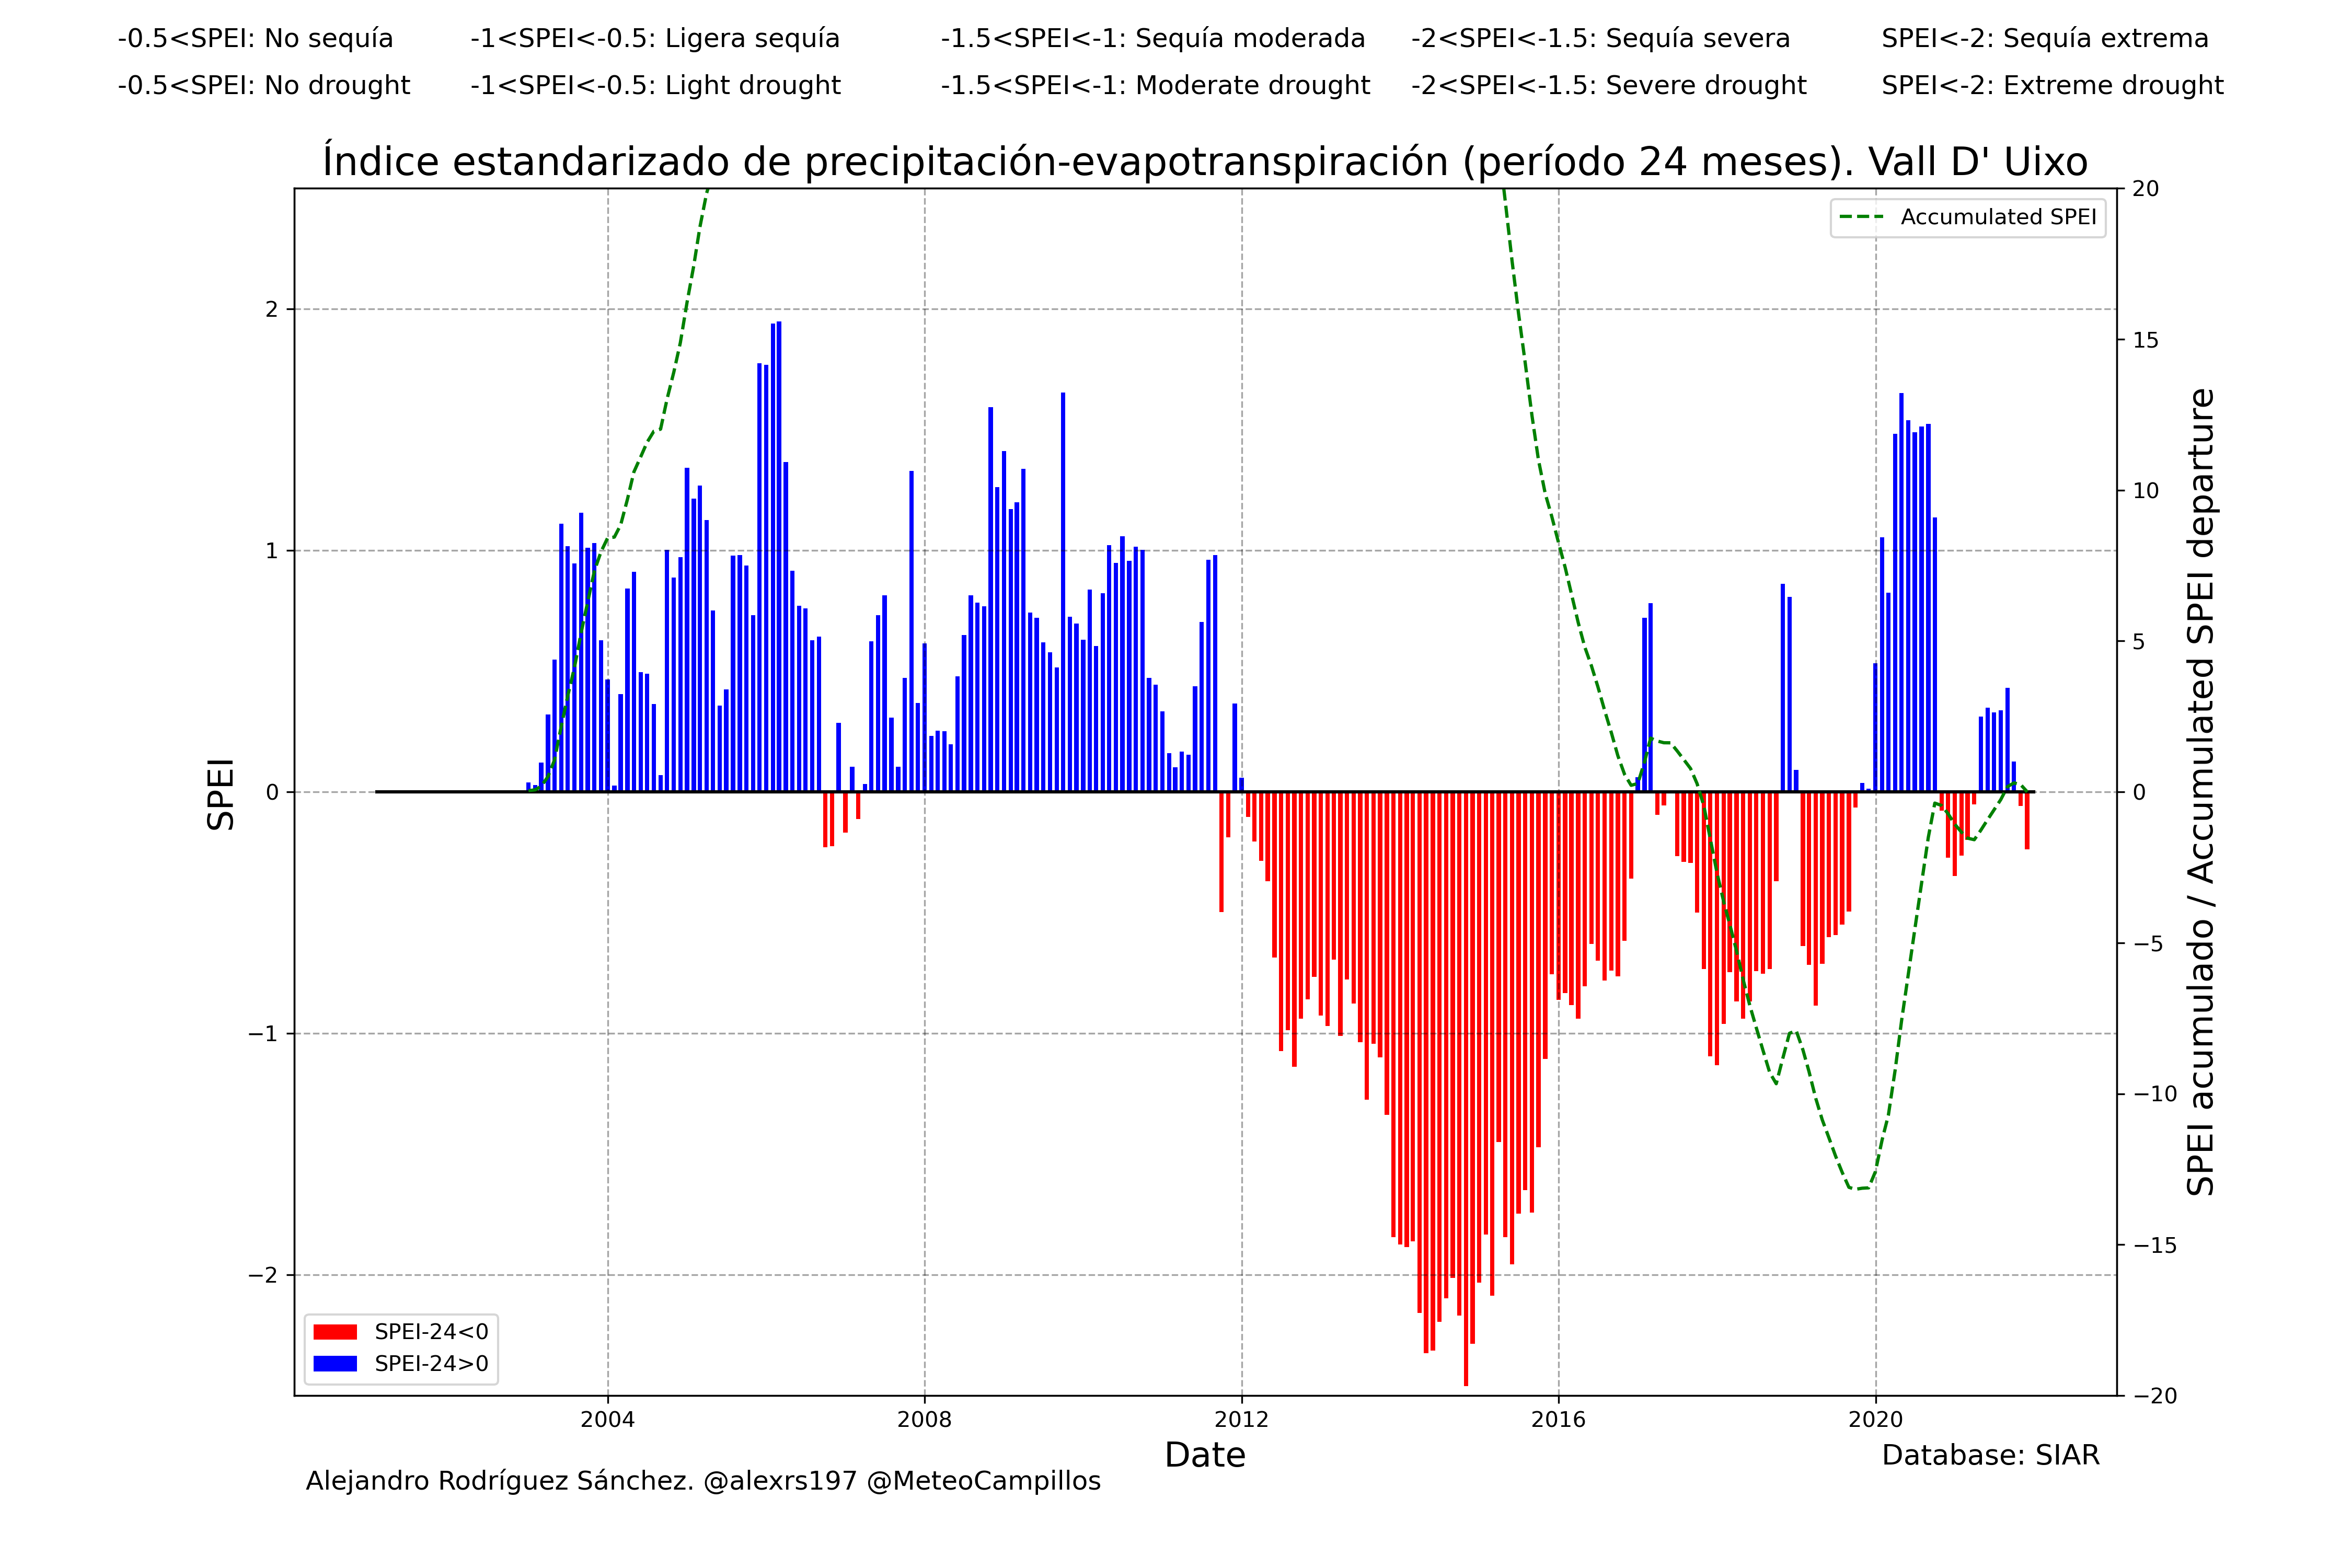 -0.5<SPEI: No sequía -1<SPEI<-0.5: Ligera sequía -1.5<SPEI<-1: Sequía moderada -2<SPEI<-1.5: Sequía severa SPEI<-2: Sequía extrema
-0.5<SPEI: No drought -1<SPEI<-0.5: Light drought -1.5<SPEI<-1: Moderate drought -2<SPEI<-1.5: Severe drought SPEI<-2: Extreme drought
Índice estandarizado de precipitación-evapotranspiración (período 24 meses). Vall D' Uixo
Accumulated SPEI
2
1
0
−1
−2
SPEI
20
15
10
5
0
−5
−10
−15
−20
SPEI acumulado / Accumulated SPEI departure
SPEI-24<0
SPEI-24>0
2004 2008 2012 2016 2020
Date
Database: SIAR
Alejandro Rodríguez Sánchez. @alexrs197 @MeteoCampillos